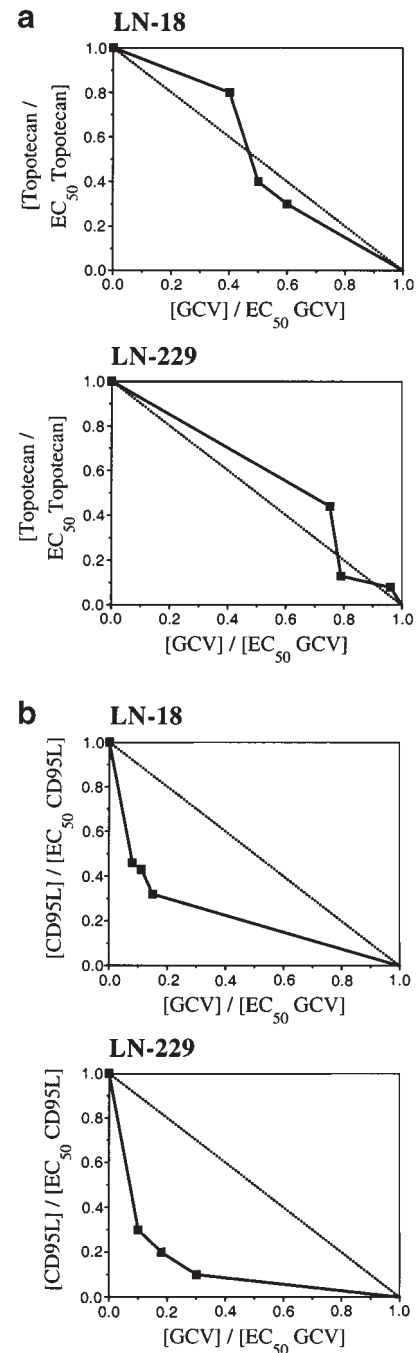 a
LN-18
[Topotecan /
EC50 Topotecan]
1.0
0.8
0.6
0.4
0.2
0.0
0.0 0.2 0.4 0.6 0.8 1.0
[GCV] / EC50 GCV]
LN-229
[Topotecan /
EC50 Topotecan]
1.0
0.8
0.6
0.4
0.2
0.0
0.0 0.2 0.4 0.6 0.8 1.0
[GCV] / [EC50 GCV]
b
LN-18
[CD95L] / [EC50 CD95L]
1.0
0.8
0.6
0.4
0.2
0.0
0.0 0.2 0.4 0.6 0.8 1.0
[GCV] / [EC50 GCV]
LN-229
[CD95L] / [EC50 CD95L]
1.0
0.8
0.6
0.4
0.2
0.0
0.0 0.2 0.4 0.6 0.8 1.0
[GCV] / [EC50 GCV]